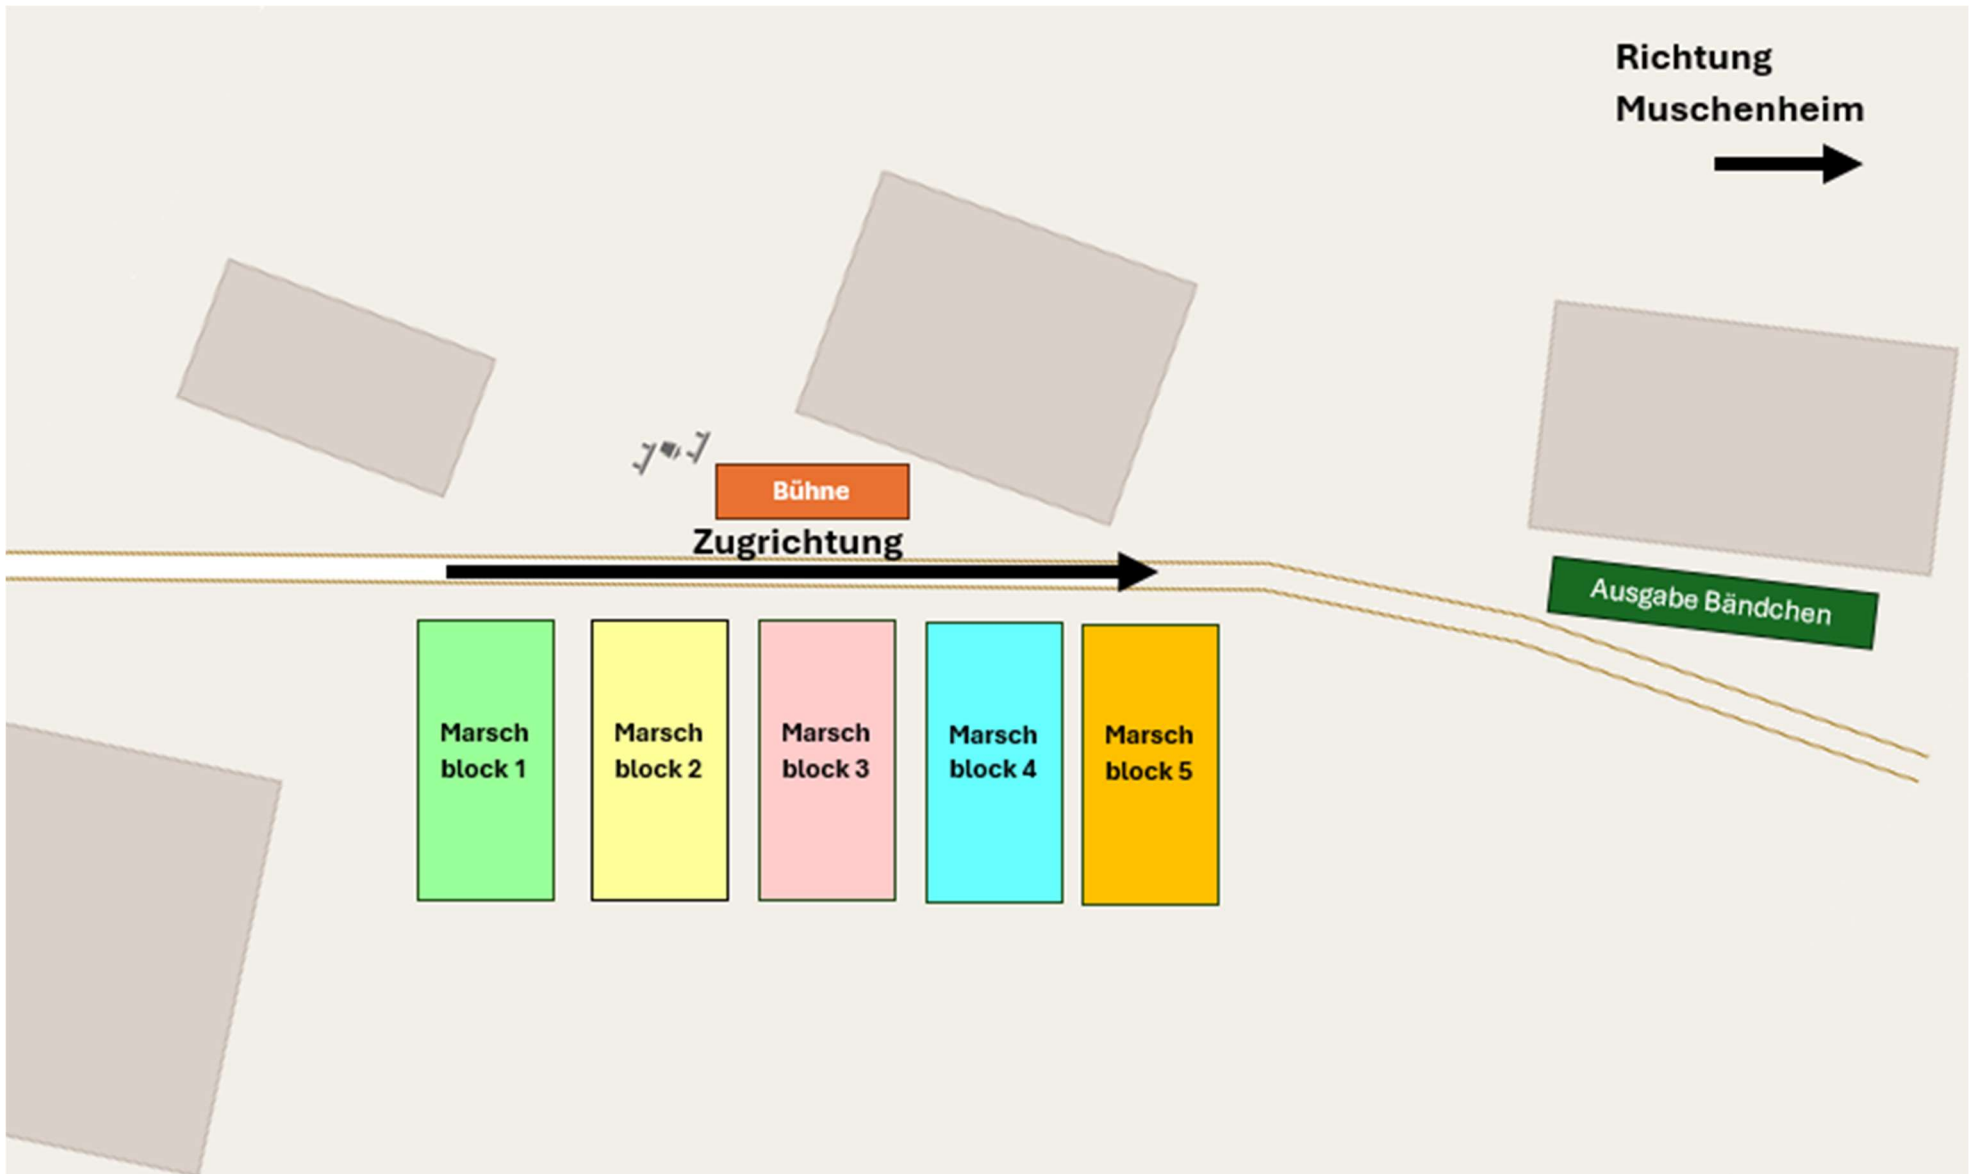 Richtung
Muschenheim
Bühne
Zugrichtung
Ausgabe Bändchen
Marsch
block 1
Marsch
block 2
Marsch
block 3
Marsch
block 4
Marsch
block 5